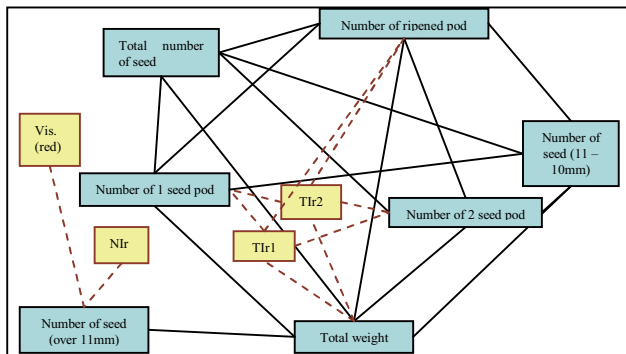 Number of ripened pod
Total number
of seed
Vis.
(red)
Number of
seed (11 –
10mm)
Number of 1 seed pod
TIr2
Number of 2 seed pod
NIr
TIr1
Number of seed
(over 11mm)
Total weight